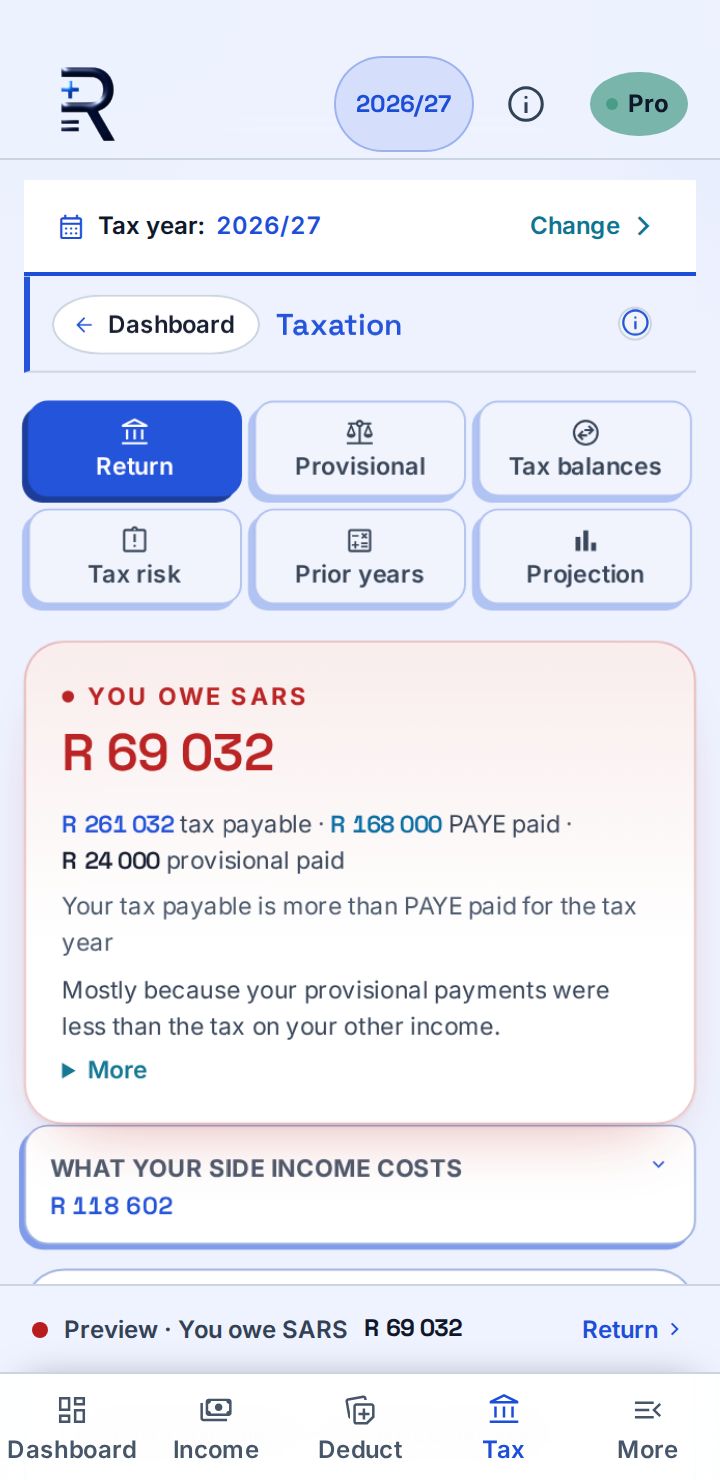 2026/27
Pro
Tax year: 2026/27
Change
Dashboard
Taxation
Return
Provisional
Tax balances
Tax risk
Prior years
Projection
YOU OWE SARS
R 69 032
R 261 032 tax payable · R 168 000 PAYE paid ·
R 24 000 provisional paid
Your tax payable is more than PAYE paid for the tax
year
Mostly because your provisional payments were
less than the tax on your other income.
More
WHAT YOUR SIDE INCOME COSTS
R 118 602
Preview · You owe SARS R 69 032
Return
Dashboard
Income
Deduct
Tax
More